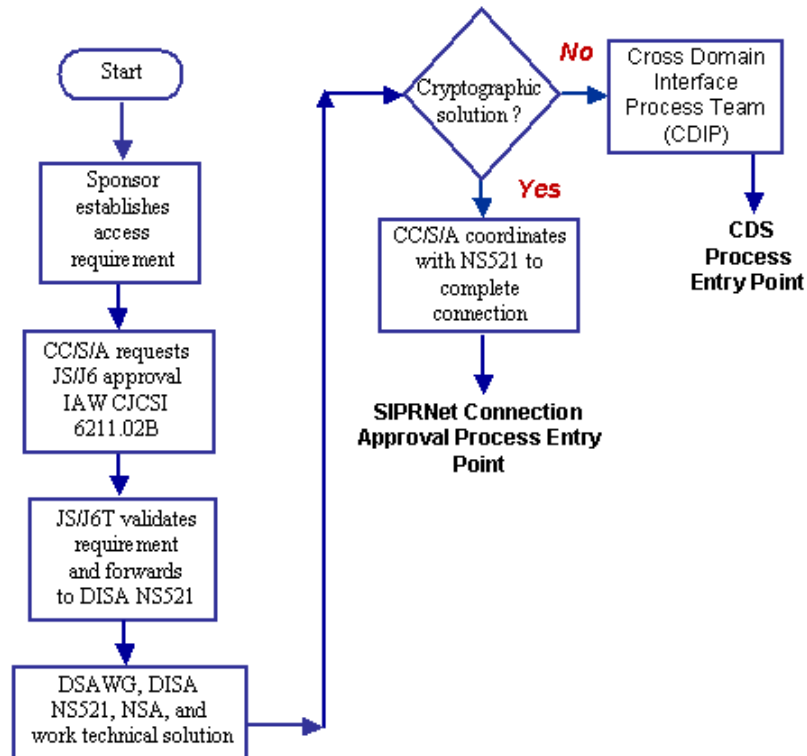 Start
Sponsor
establishes
access
requirement
CC/S/A requests
JS/J6 approval
IAW CJCSI
6211.02B
JS/J6T validates
requirement
and forwards
to DISA NS521
DSAWG, DISA
NS521, NSA, and
work technical solution
Cryptographic
solution ?
No
Cross Domain
Interface
Process Team
(CDIP)
CDS
Process
Entry Point
Yes
CC/S/A coordinates
with NS521 to
complete
connection
SIPRNet Connection
Approval Process Entry
Point